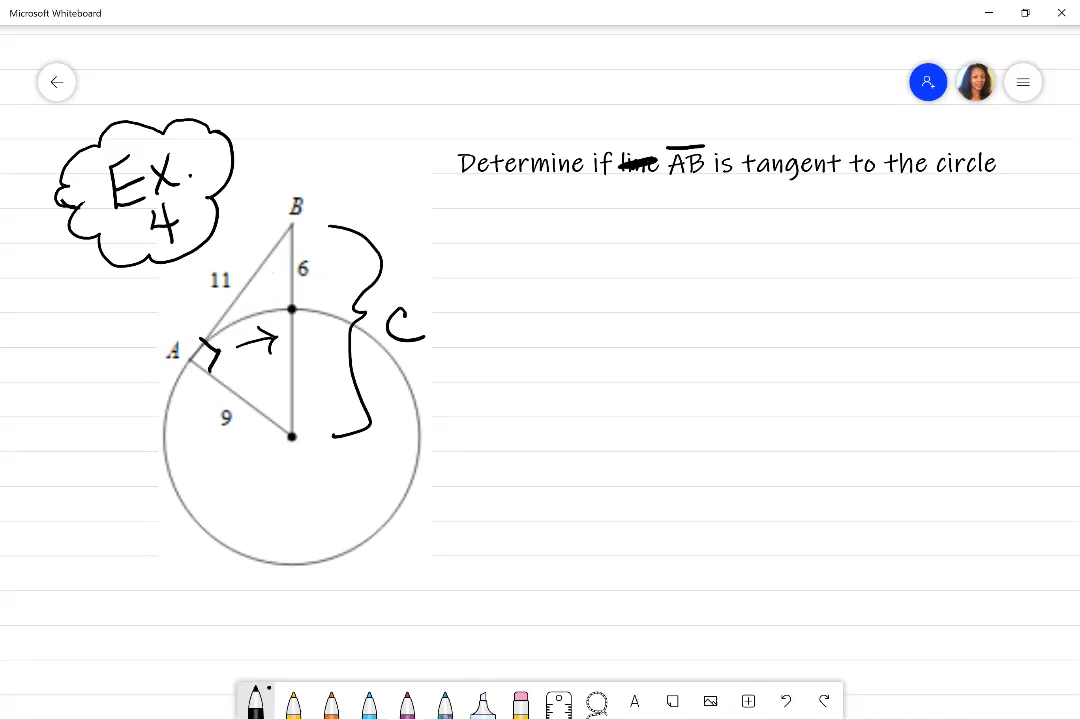 Microsoft Whiteboard
Ex.
4
Determine if line AB is tangent to the circle
B
11
6
C
A
9
A